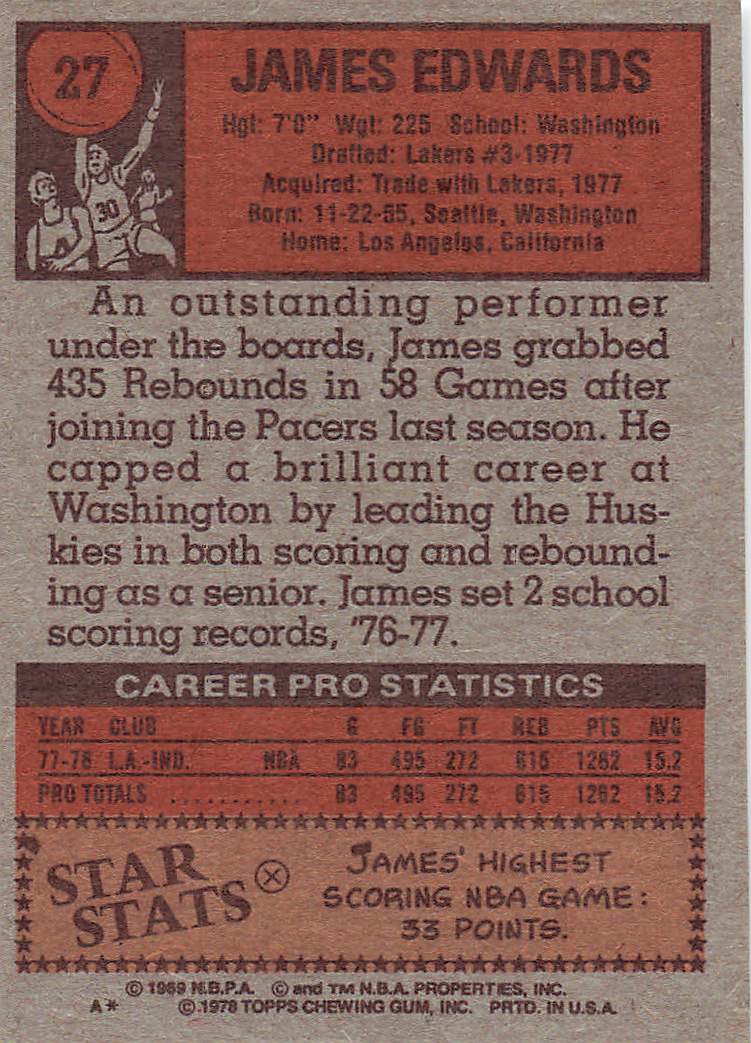 27
JAMES EDWARDS
Hgt: 7'0" Wgt: 225 School: Washington
Drafted: Lakers #3-1977
Acquired: Trade with Lakers, 1977
Born: 11-22-55, Seattle, Washington
Home: Los Angeles, California
30
An outstanding performer
under the boards, James grabbed
435 Rebounds in 58 Games after
joining the Pacers last season. He
capped a brilliant career at
Washington by leading the Hus-
kies in both scoring and rebound-
ing as a senior. James set 2 school
scoring records, '76-77.
CAREER PRO STATISTICS
YEAR CLUB G FG FT REB PTS AVG
77-78 L.A.-IND. NBA 83 495 272 615 1262 15.2
PRO TOTALS ........... 83 495 272 615 1262 15.2
STAR
STATS
JAMES' HIGHEST
SCORING NBA GAME:
33 POINTS.
© 1969 N.B.P.A. © and TM N.B.A. PROPERTIES, INC.
A* © 1978 TOPPS CHEWING GUM, INC. PRTD. IN U.S.A.